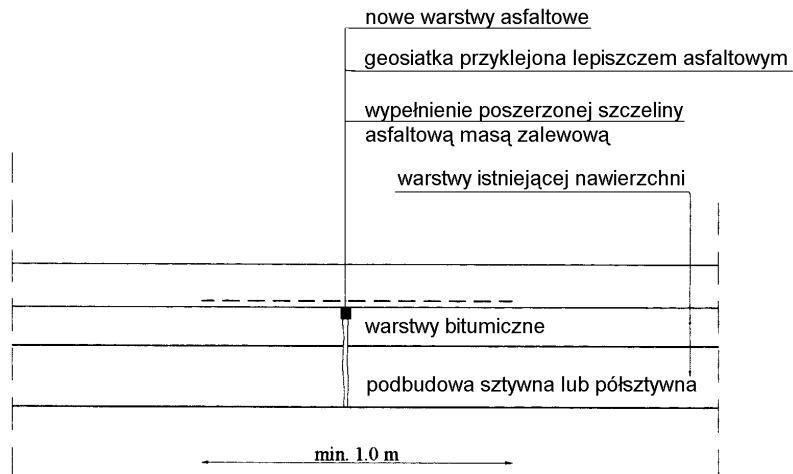 nowe warstwy asfaltowe
geosiatka przyklejona lepiszczem asfaltowym
wypełnienie poszerzonej szczeliny
asfaltową masą zalewową
warstwy istniejącej nawierzchni
warstwy bitumiczne
podbudowa sztywna lub półsztywna
min. 1.0 m